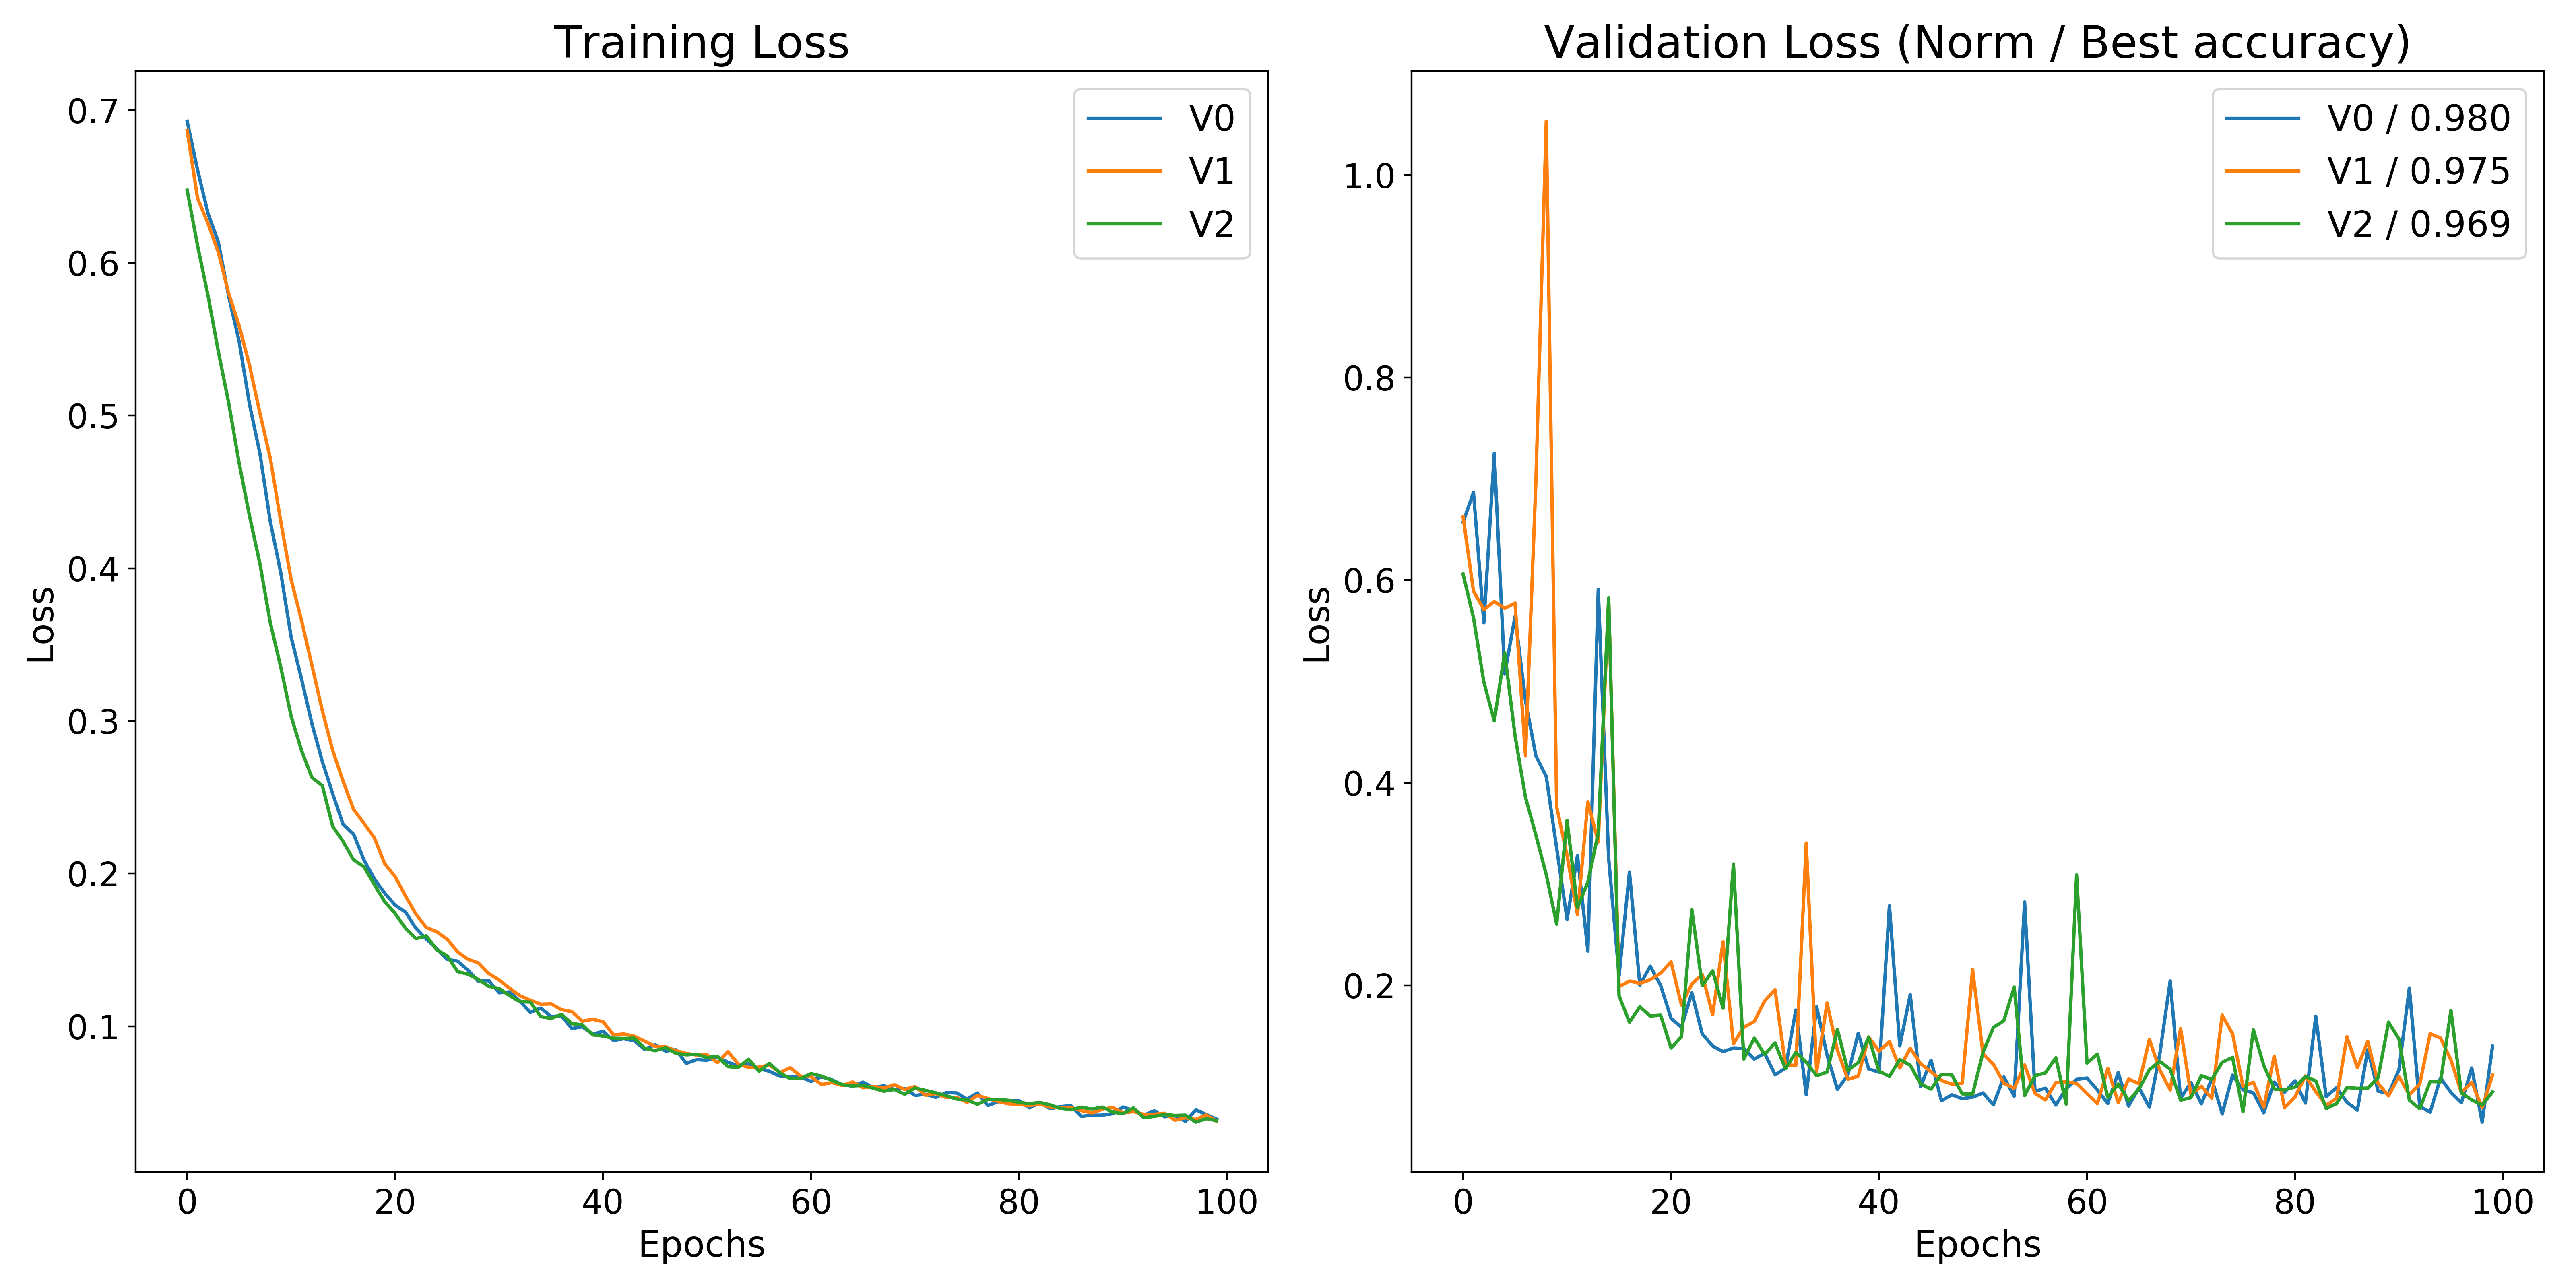 Training Loss
V0
V1
V2
0.7
0.6
0.5
0.4
0.3
0.2
0.1
Loss
0 20 40 60 80 100
Epochs
Validation Loss (Norm / Best accuracy)
V0 / 0.980
V1 / 0.975
V2 / 0.969
1.0
0.8
0.6
0.4
0.2
Loss
0 20 40 60 80 100
Epochs